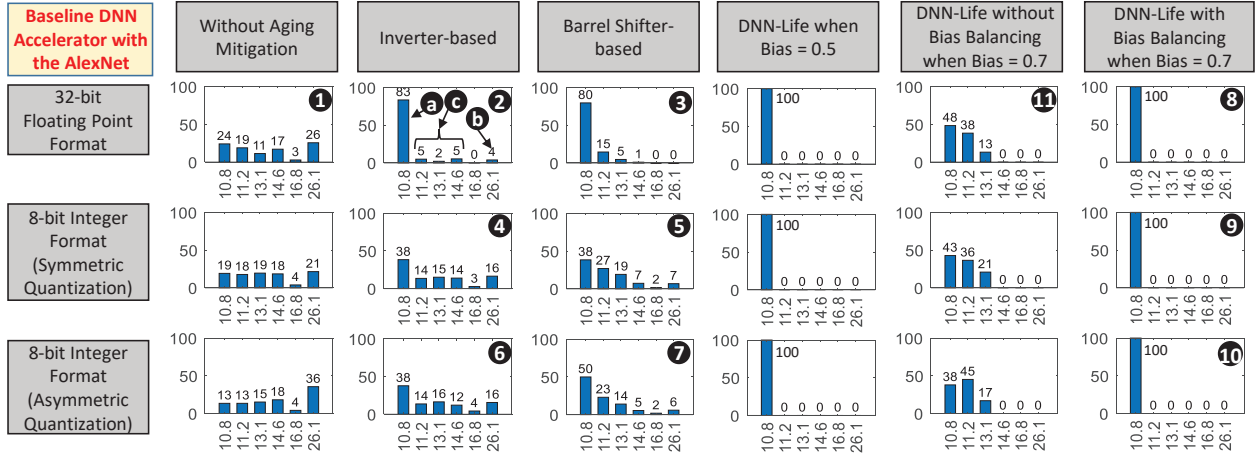 Baseline DNN
Accelerator with
the AlexNet
Without Aging
Mitigation
Inverter-based
Barrel Shifter-
based
DNN-Life when
Bias = 0.5
DNN-Life without
Bias Balancing
when Bias = 0.7
DNN-Life with
Bias Balancing
when Bias = 0.7
32-bit
Floating Point
Format
100
50
0
24 19 11 17 3 26
10.8 11.2 13.1 14.6 16.8 26.1
1
100
50
0
83 5 2 5 0 4
10.8 11.2 13.1 14.6 16.8 26.1
a c b
2
100
50
0
80 15 5 1 0 0
10.8 11.2 13.1 14.6 16.8 26.1
3
100
50
0
100 0 0 0 0 0
10.8 11.2 13.1 14.6 16.8 26.1
100
50
0
48 38 13 0 0 0
10.8 11.2 13.1 14.6 16.8 26.1
11
100
50
0
100 0 0 0 0 0
10.8 11.2 13.1 14.6 16.8 26.1
8
8-bit Integer
Format
(Symmetric
Quantization)
100
50
0
19 18 19 18 4 21
10.8 11.2 13.1 14.6 16.8 26.1
100
50
0
38 14 15 14 3 16
10.8 11.2 13.1 14.6 16.8 26.1
4
100
50
0
38 27 19 7 2 7
10.8 11.2 13.1 14.6 16.8 26.1
5
100
50
0
100 0 0 0 0 0
10.8 11.2 13.1 14.6 16.8 26.1
100
50
0
43 36 21 0 0 0
10.8 11.2 13.1 14.6 16.8 26.1
100
50
0
100 0 0 0 0 0
10.8 11.2 13.1 14.6 16.8 26.1
9
8-bit Integer
Format
(Asymmetric
Quantization)
100
50
0
13 13 15 18 4 36
10.8 11.2 13.1 14.6 16.8 26.1
100
50
0
38 14 16 12 4 16
10.8 11.2 13.1 14.6 16.8 26.1
6
100
50
0
50 23 14 5 2 6
10.8 11.2 13.1 14.6 16.8 26.1
7
100
50
0
100 0 0 0 0 0
10.8 11.2 13.1 14.6 16.8 26.1
100
50
0
38 45 17 0 0 0
10.8 11.2 13.1 14.6 16.8 26.1
100
50
0
100 0 0 0 0 0
10.8 11.2 13.1 14.6 16.8 26.1
10